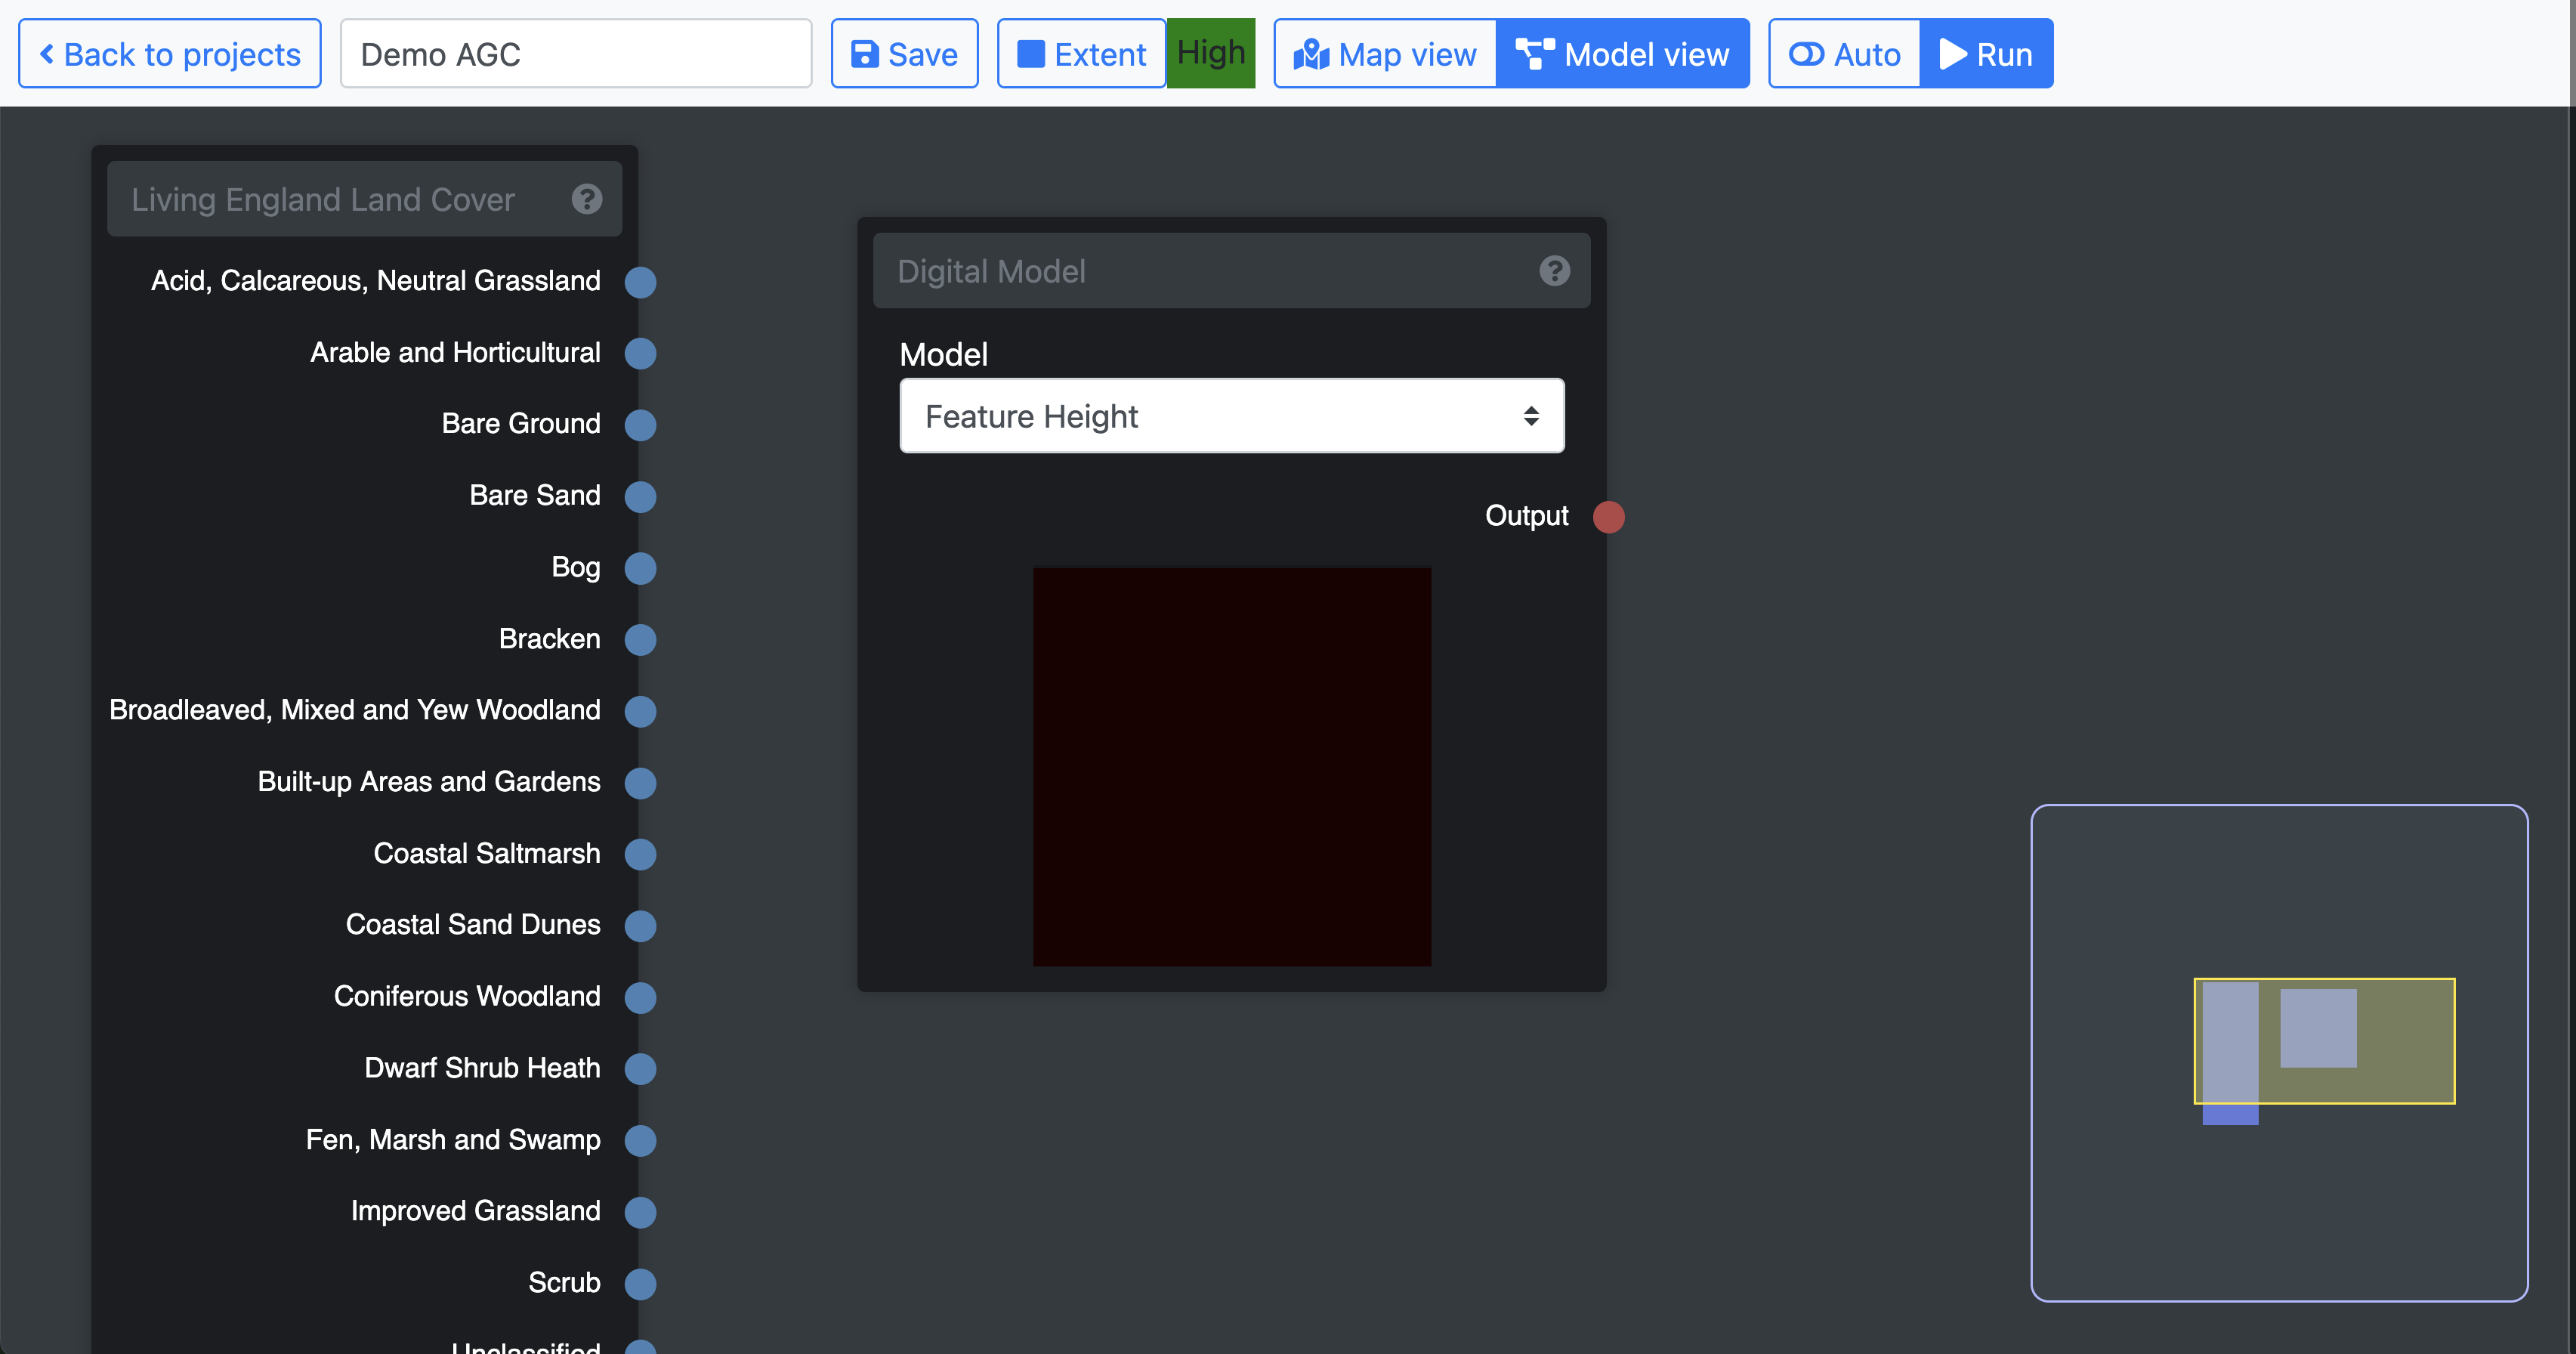 Back to projects
Demo AGC
Save
Extent
High
Map view
Model view
Auto
Run
Living England Land Cover
Acid, Calcareous, Neutral Grassland
Arable and Horticultural
Bare Ground
Bare Sand
Bog
Bracken
Broadleaved, Mixed and Yew Woodland
Built-up Areas and Gardens
Coastal Saltmarsh
Coastal Sand Dunes
Coniferous Woodland
Dwarf Shrub Heath
Fen, Marsh and Swamp
Improved Grassland
Scrub
Unclassified
Digital Model
Model
Feature Height
Output